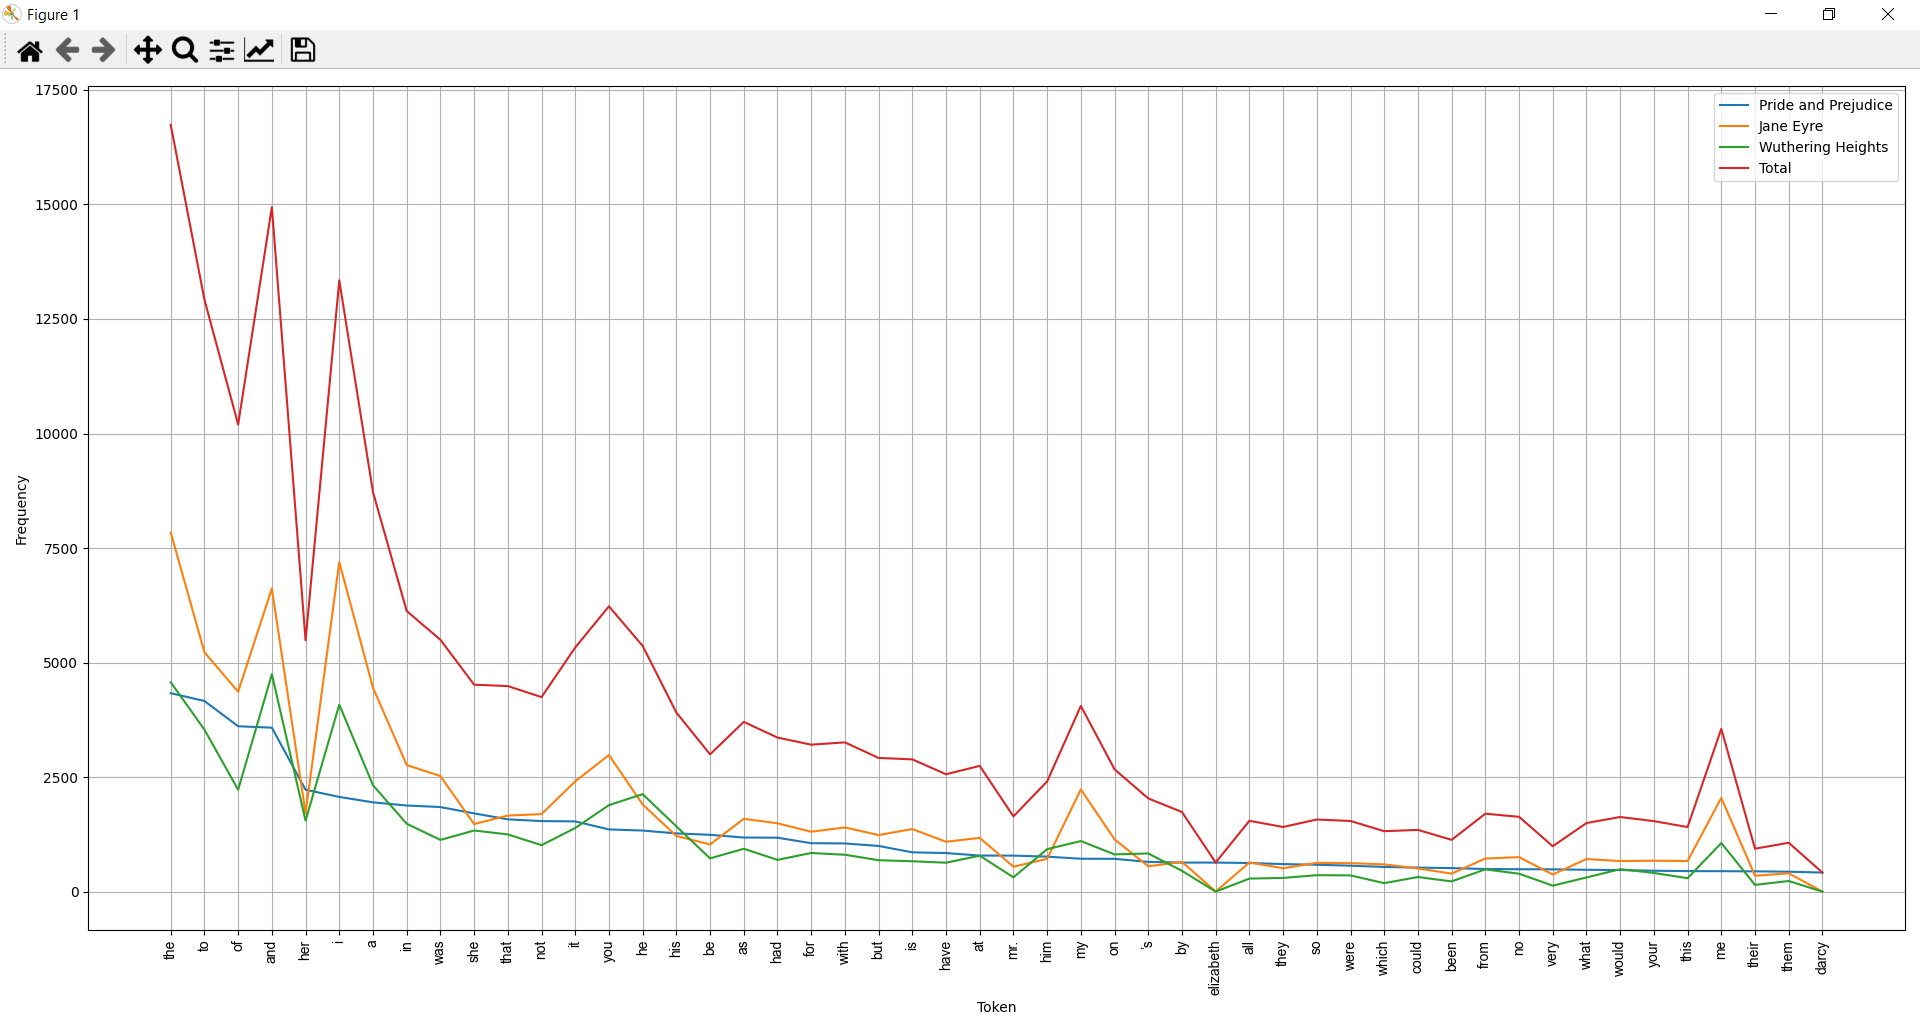 Figure 1
17500
15000
12500
10000
7500
5000
2500
0
Frequency
Pride and Prejudice
Jane Eyre
Wuthering Heights
Total
the to of and her i a in was she that not it you he his be as had for with but is have at mr. him my on 's by elizabeth all they so were which could been from no very what would your this me their them darcy
Token